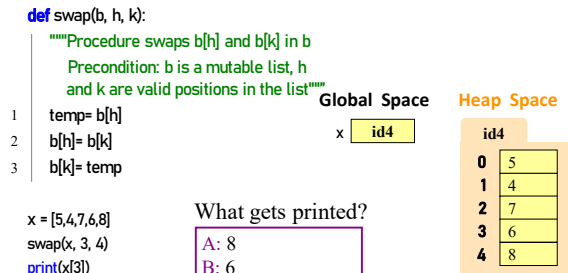 def swap(b, h, k):
"""Procedure swaps b[h] and b[k] in b
Precondition: b is a mutable list, h
and k are valid positions in the list"""
1 temp= b[h]
2 b[h]= b[k]
3 b[k]= temp
x = [5,4,7,6,8]
swap(x, 3, 4)
print(x[3])
What gets printed?
A: 8
B: 6
Global Space
x id4
Heap Space
id4
0 5
1 4
2 7
3 6
4 8